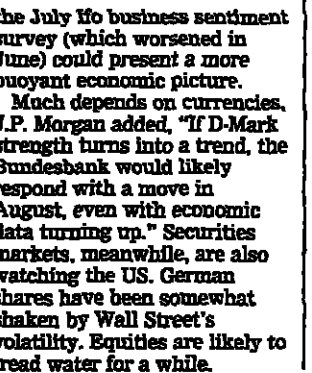 the July Ifo business sentiment
survey (which worsened in
June) could present a more
buoyant economic picture.
Much depends on currencies,
J.P. Morgan added, "If D-Mark
strength turns into a trend, the
Bundesbank would likely
respond with a move in
August, even with economic
data turning up." Securities
markets, meanwhile, are also
watching the US. German
shares have been somewhat
shaken by Wall Street's
volatility. Equities are likely to
tread water for a while.